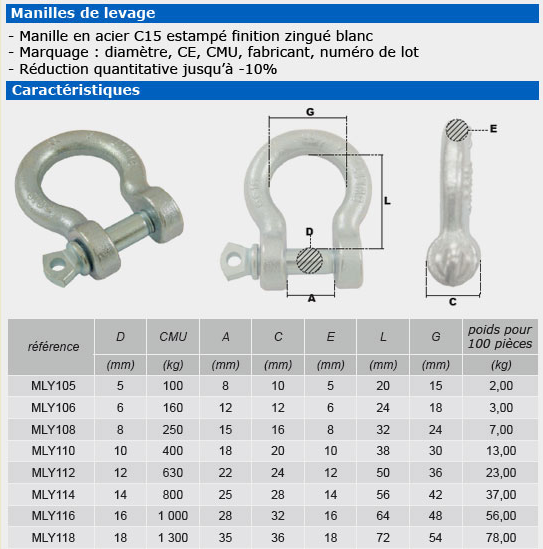 Manilles de levage
- Manille en acier C15 estampé finition zingué blanc
- Marquage : diamètre, CE, CMU, fabricant, numéro de lot
- Réduction quantitative jusqu'à -10%
Caractéristiques
G
E
L
D
A
C
référence D CMU A C E L G poids pour 100 pièces
(mm) (kg) (mm) (mm) (mm) (mm) (mm) (kg)
MLY105 5 100 8 10 5 20 15 2,00
MLY106 6 160 12 12 6 24 18 3,00
MLY108 8 250 15 16 8 32 24 7,00
MLY110 10 400 18 20 10 38 30 13,00
MLY112 12 630 22 24 12 50 36 23,00
MLY114 14 800 25 28 14 56 42 37,00
MLY116 16 1 000 28 32 16 64 48 56,00
MLY118 18 1 300 35 36 18 72 54 78,00